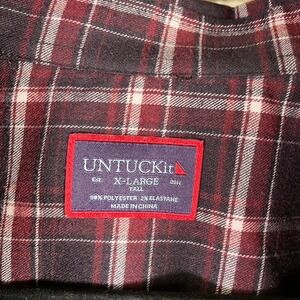 UNTUCKit
Est. X-LARGE 2011
TALL
98% POLYESTER 2% ELASTANE
MADE IN CHINA